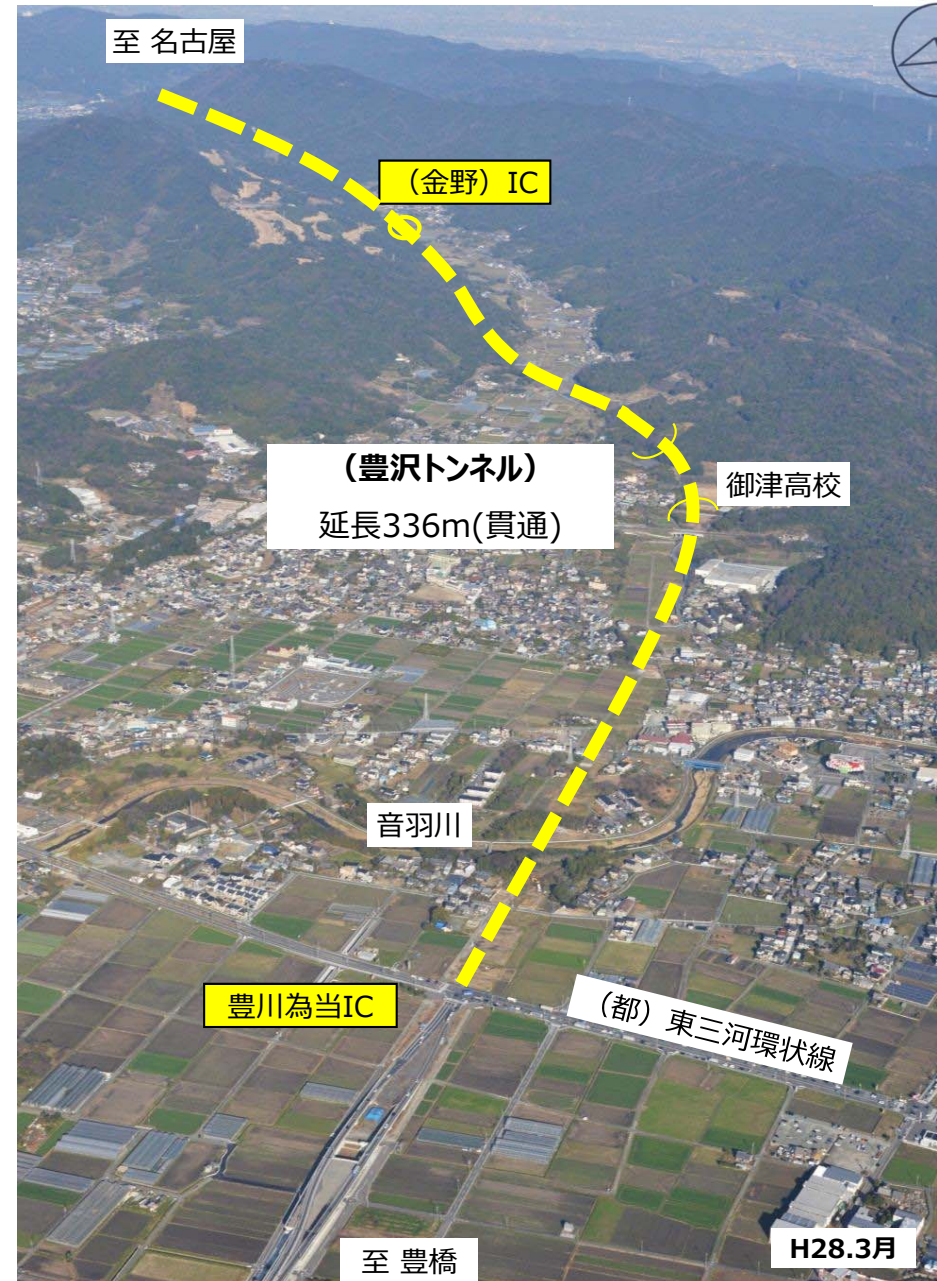 至 名古屋
（金野）IC
（豊沢トンネル）
延長336m(貫通)
御津高校
音羽川
豊川為当IC
（都）東三河環状線
至 豊橋
H28.3月